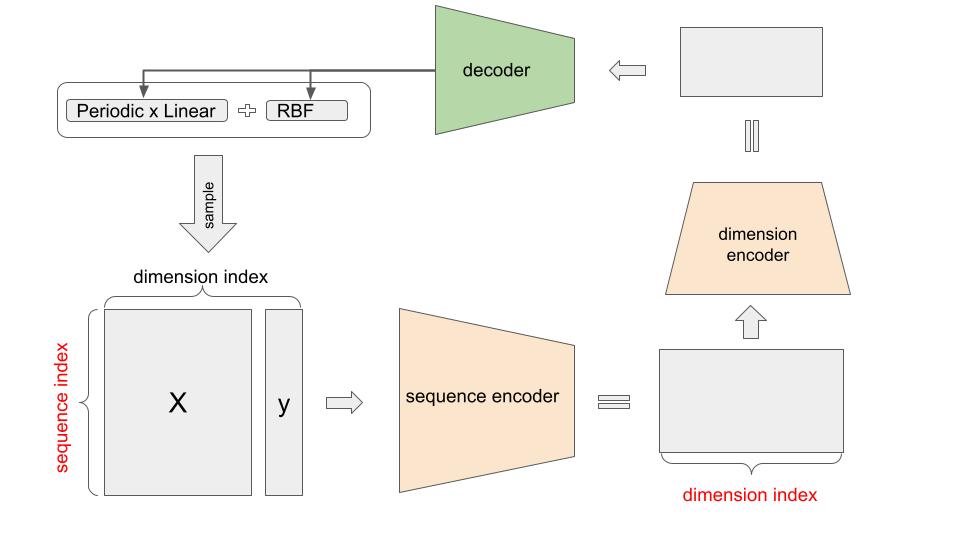 decoder
Periodic x Linear
RBF
sample
dimension
encoder
dimension index
sequence index
X
y
sequence encoder
dimension index